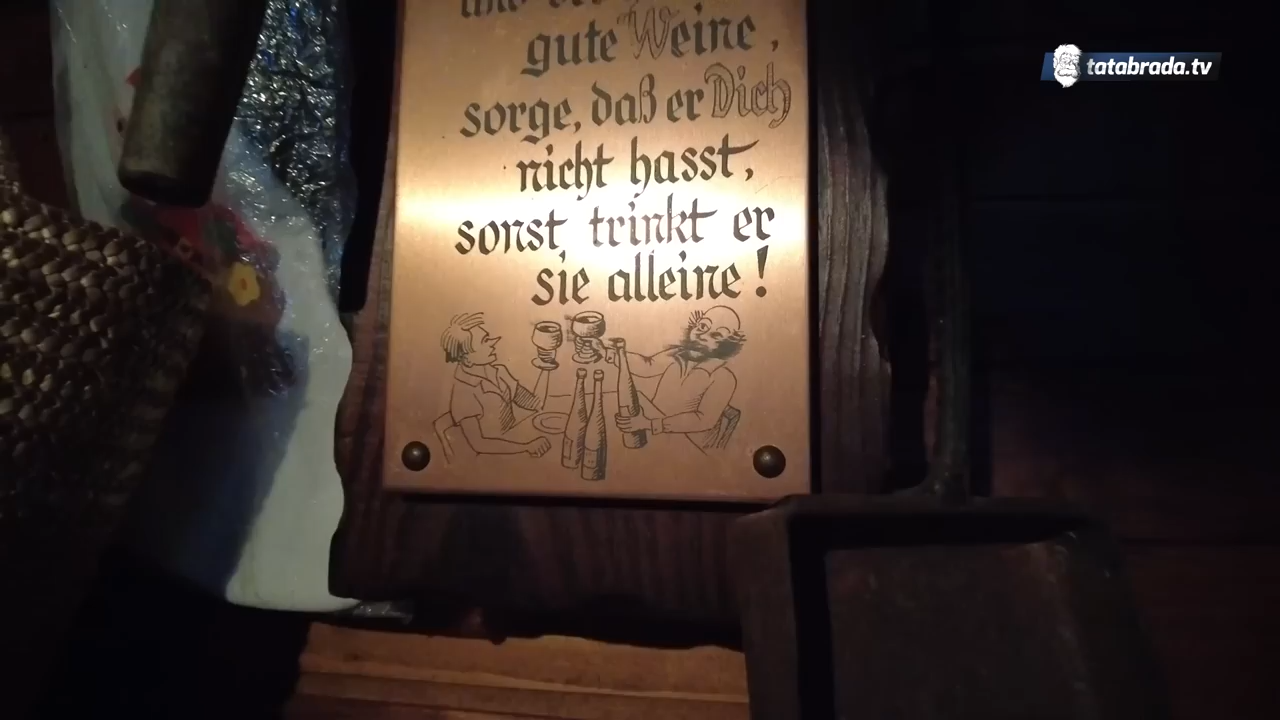 gute Weine,
sorge, daß er Dich
nicht hasst,
sonst trinkt er
sie alleine!
tatabrada.tv